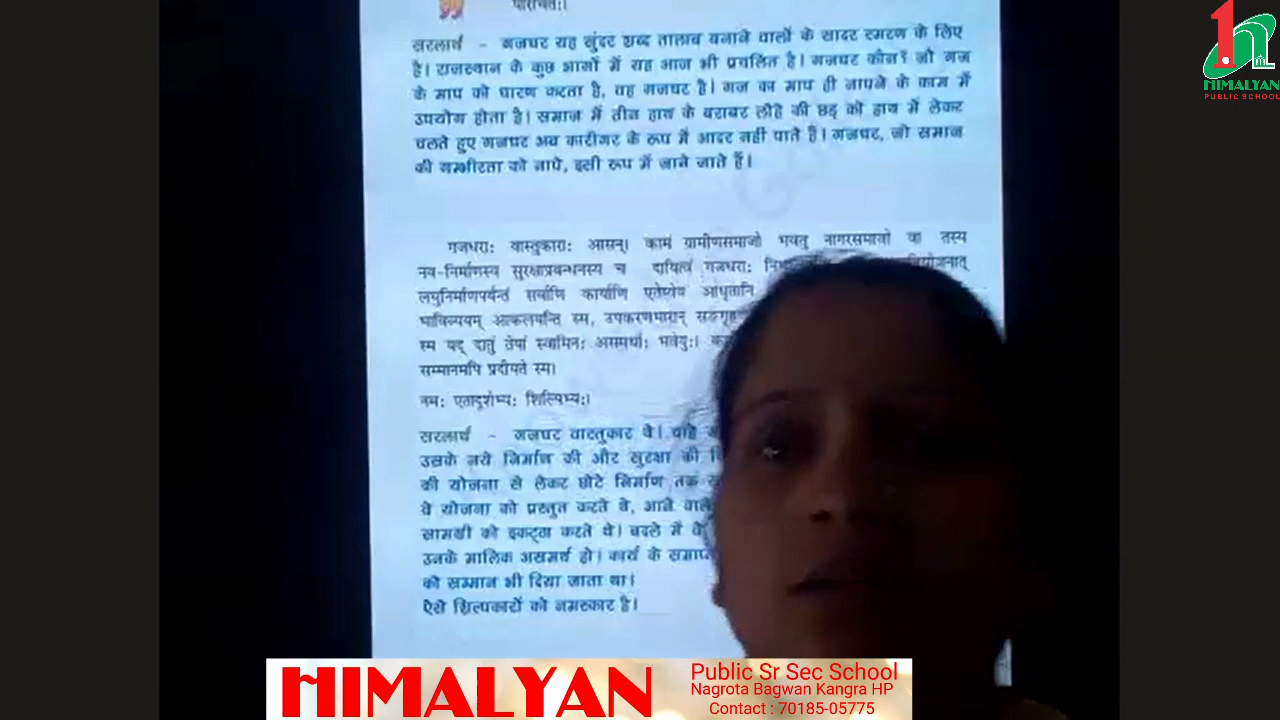 सरलार्थ - गजधर यह सुंदर शब्द तालाब बनाने वालों के सादर स्मरण के लिए
है। राजस्थान के कुछ भागों में यह आज भी प्रचलित है। गजधर कौन? जो गज
के माप को धारण करता है, वह गजधर है। गज का माप ही नापने के काम में
उपयोग होता है। समाज में तीन हाथ के बराबर लोहे की छड़ को हाथ में लेकर
चलते हुए गजधर अब कारीगर के रूप में आदर नहीं पाते हैं। गजधर, जो समाज
की गम्भीरता को नापे, इसी रूप में जाने जाते हैं।
गजधराः वास्तुकाराः आसन्। कामं ग्रामीणसमाजो भवतु नागरसमाजो वा तस्य
नव-निर्माणस्य सुरक्षाप्रबन्धनस्य च दायित्वं गजधराः
लघुनिर्माणपर्यन्तं सर्वाणि कार्याणि एतेष्वेव आधृतानि
भाविव्ययम् आकलयन्ति स्म, उपकरणभारान्
स्म यद् दातुं तेषां स्वामिनः असमर्थाः भवेयुः।
सम्मानमपि प्रदीयते स्म।
नमः एतादृशेभ्यः शिल्पिभ्यः।
सरलार्थ - गजधर वास्तुकार थे। चाहे
उसके नये निर्माण की और सुरक्षा की
की योजना से लेकर छोटे निर्माण तक
वे योजना को प्रस्तुत करते थे, आने वाले
सामग्री को इकट्ठा करते थे। बदले में वे
उनके मालिक असमर्थ हो। कार्य के
को सम्मान भी दिया जाता था।
ऐसे शिल्पकारों को नमस्कार है।
HIMALYAN
PUBLIC SCHOOL
HIMALYAN
Public Sr Sec School
Nagrota Bagwan Kangra HP
Contact : 70185-05775